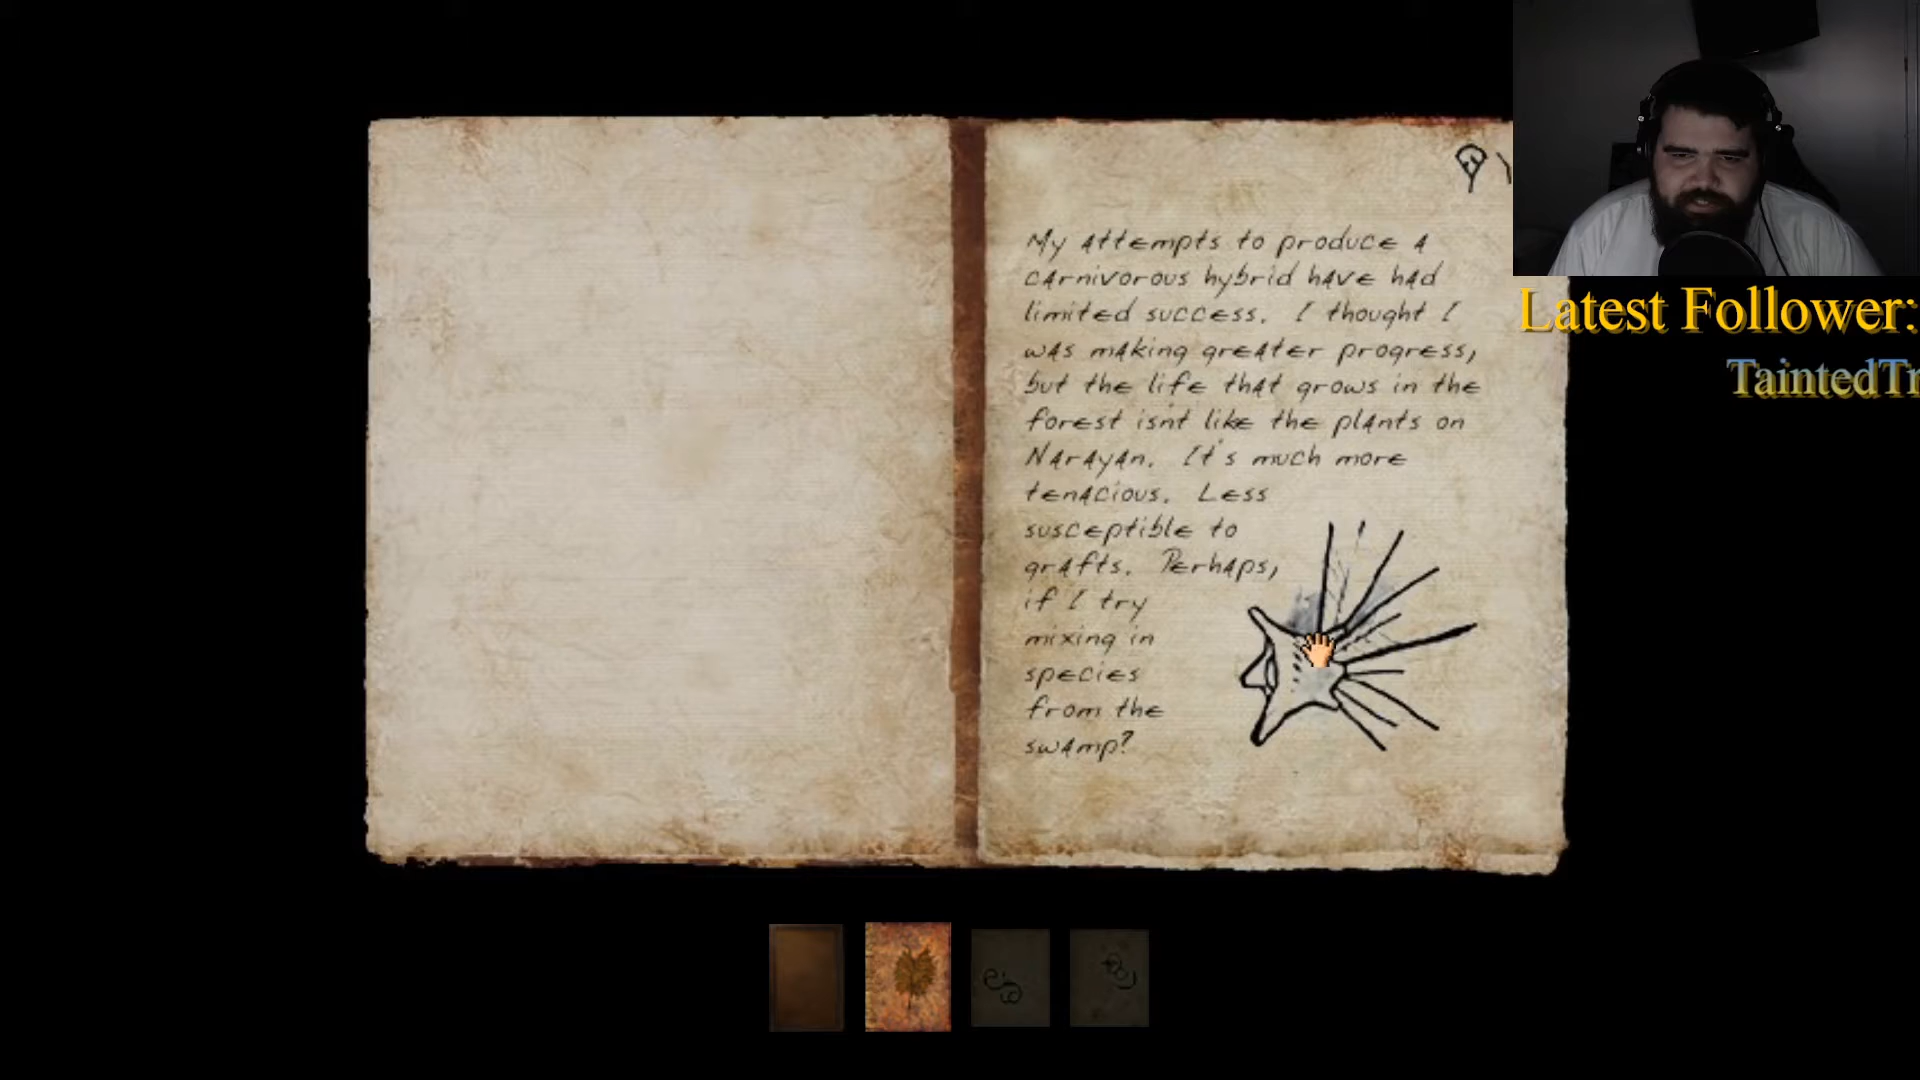 My attempts to produce a
carnivorous hybrid have had
limited success. I thought I
was making greater progress,
but the life that grows in the
forest isn't like the plants on
Narayan. It's much more
tenacious. Less
susceptible to
grafts. Perhaps,
if I try
mixing in
species
from the
swamp?
Latest Follower:
TaintedTr